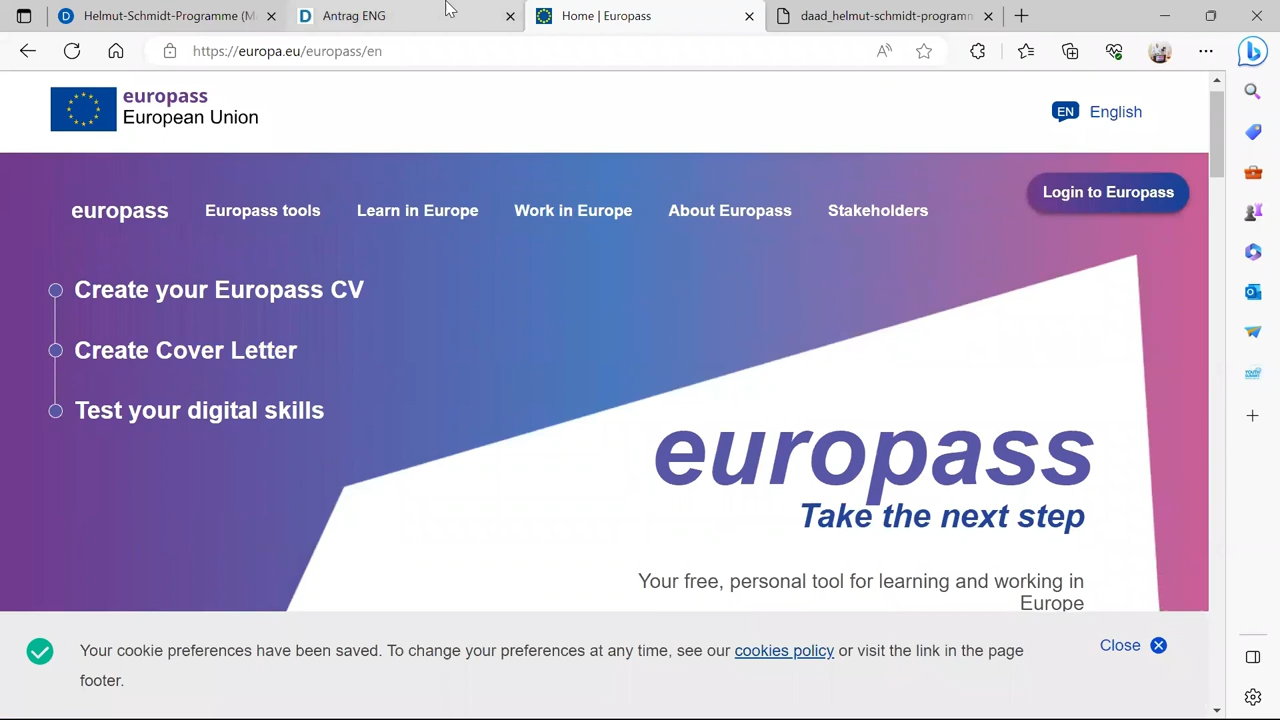 Helmut-Schmidt-Programme (M
Antrag ENG
Home | Europass
daad_helmut-schmidt-programm
https://europa.eu/europass/en
europass
European Union
EN English
Login to Europass
europass Europass tools Learn in Europe Work in Europe About Europass Stakeholders
Create your Europass CV
Create Cover Letter
Test your digital skills
europass
Take the next step
Your free, personal tool for learning and working in
Europe
Your cookie preferences have been saved. To change your preferences at any time, see our cookies policy or visit the link in the page
footer.
Close